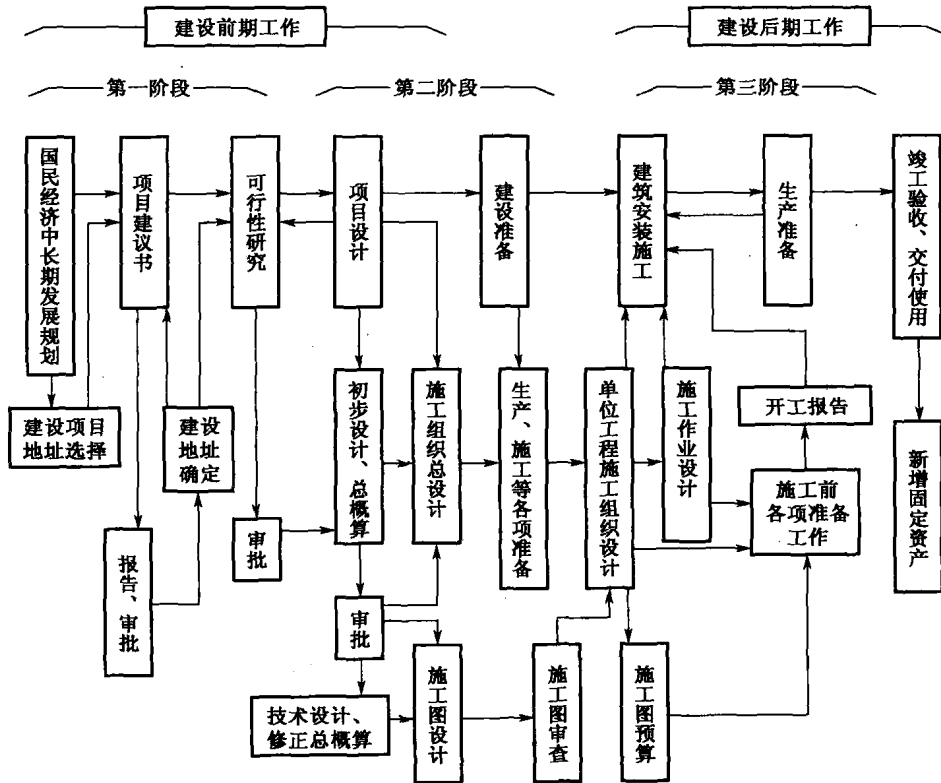 建设前期工作
建设后期工作
第一阶段
第二阶段
第三阶段
国民经济中长期发展规划
项目建议书
可行性研究
项目设计
建设准备
建筑安装施工
生产准备
竣工验收、交付使用
建设项目
地址选择
建设
地址
确定
初步设计、总概算
施工组织总设计
生产、施工等各项准备
单位工程施工组织设计
施工作业设计
开工报告
施工前
各项准备
工作
新增固定资产
报告、审批
审批
审批
技术设计、
修正总概算
施工图设计
施工图审查
施工图预算